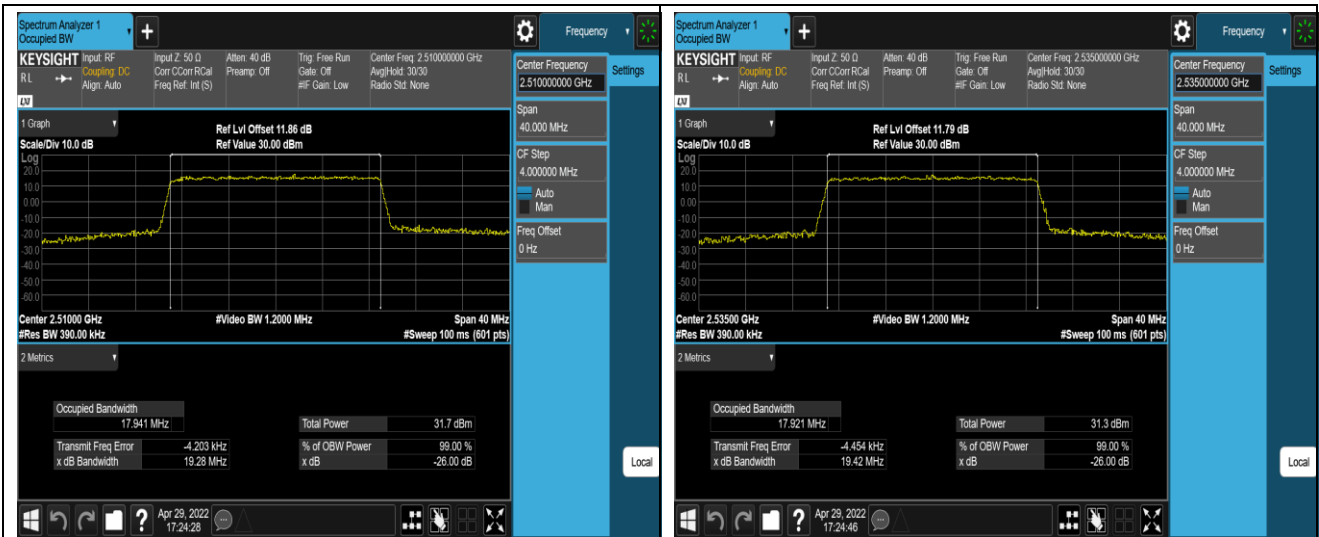 Spectrum Analyzer 1
Occupied BW
+
Frequency
KEYSIGHT
RL
LXI
Input: RF
Coupling: DC
Align: Auto
Input Z: 50 Ω
Corr CCorr RCal
Freq Ref: Int (S)
Atten: 40 dB
Preamp: Off
Trig: Free Run
Gate: Off
#IF Gain: Low
Center Freq: 2.510000000 GHz
Avg|Hold: 30/30
Radio Std: None
Center Frequency
2.510000000 GHz
Settings
Span
40.000 MHz
CF Step
4.000000 MHz
Auto
Man
Freq Offset
0 Hz
Local
1 Graph
Scale/Div 10.0 dB
Ref Lvl Offset 11.86 dB
Ref Value 30.00 dBm
Log
20.0
10.0
0.00
-10.0
-20.0
-30.0
-40.0
-50.0
-60.0
Center 2.51000 GHz
#Video BW 1.2000 MHz
Span 40 MHz
#Res BW 390.00 kHz
#Sweep 100 ms (601 pts)
2 Metrics
Occupied Bandwidth
17.941 MHz
Total Power 31.7 dBm
Transmit Freq Error -4.203 kHz
% of OBW Power 99.00 %
x dB Bandwidth 19.28 MHz
x dB -26.00 dB
?
Apr 29, 2022
17:24:28
Spectrum Analyzer 1
Occupied BW
+
Frequency
KEYSIGHT
RL
LXI
Input: RF
Coupling: DC
Align: Auto
Input Z: 50 Ω
Corr CCorr RCal
Freq Ref: Int (S)
Atten: 40 dB
Preamp: Off
Trig: Free Run
Gate: Off
#IF Gain: Low
Center Freq: 2.535000000 GHz
Avg|Hold: 30/30
Radio Std: None
Center Frequency
2.535000000 GHz
Settings
Span
40.000 MHz
CF Step
4.000000 MHz
Auto
Man
Freq Offset
0 Hz
Local
1 Graph
Scale/Div 10.0 dB
Ref Lvl Offset 11.79 dB
Ref Value 30.00 dBm
Log
20.0
10.0
0.00
-10.0
-20.0
-30.0
-40.0
-50.0
-60.0
Center 2.53500 GHz
#Video BW 1.2000 MHz
Span 40 MHz
#Res BW 390.00 kHz
#Sweep 100 ms (601 pts)
2 Metrics
Occupied Bandwidth
17.921 MHz
Total Power 31.3 dBm
Transmit Freq Error -4.454 kHz
% of OBW Power 99.00 %
x dB Bandwidth 19.42 MHz
x dB -26.00 dB
?
Apr 29, 2022
17:24:46